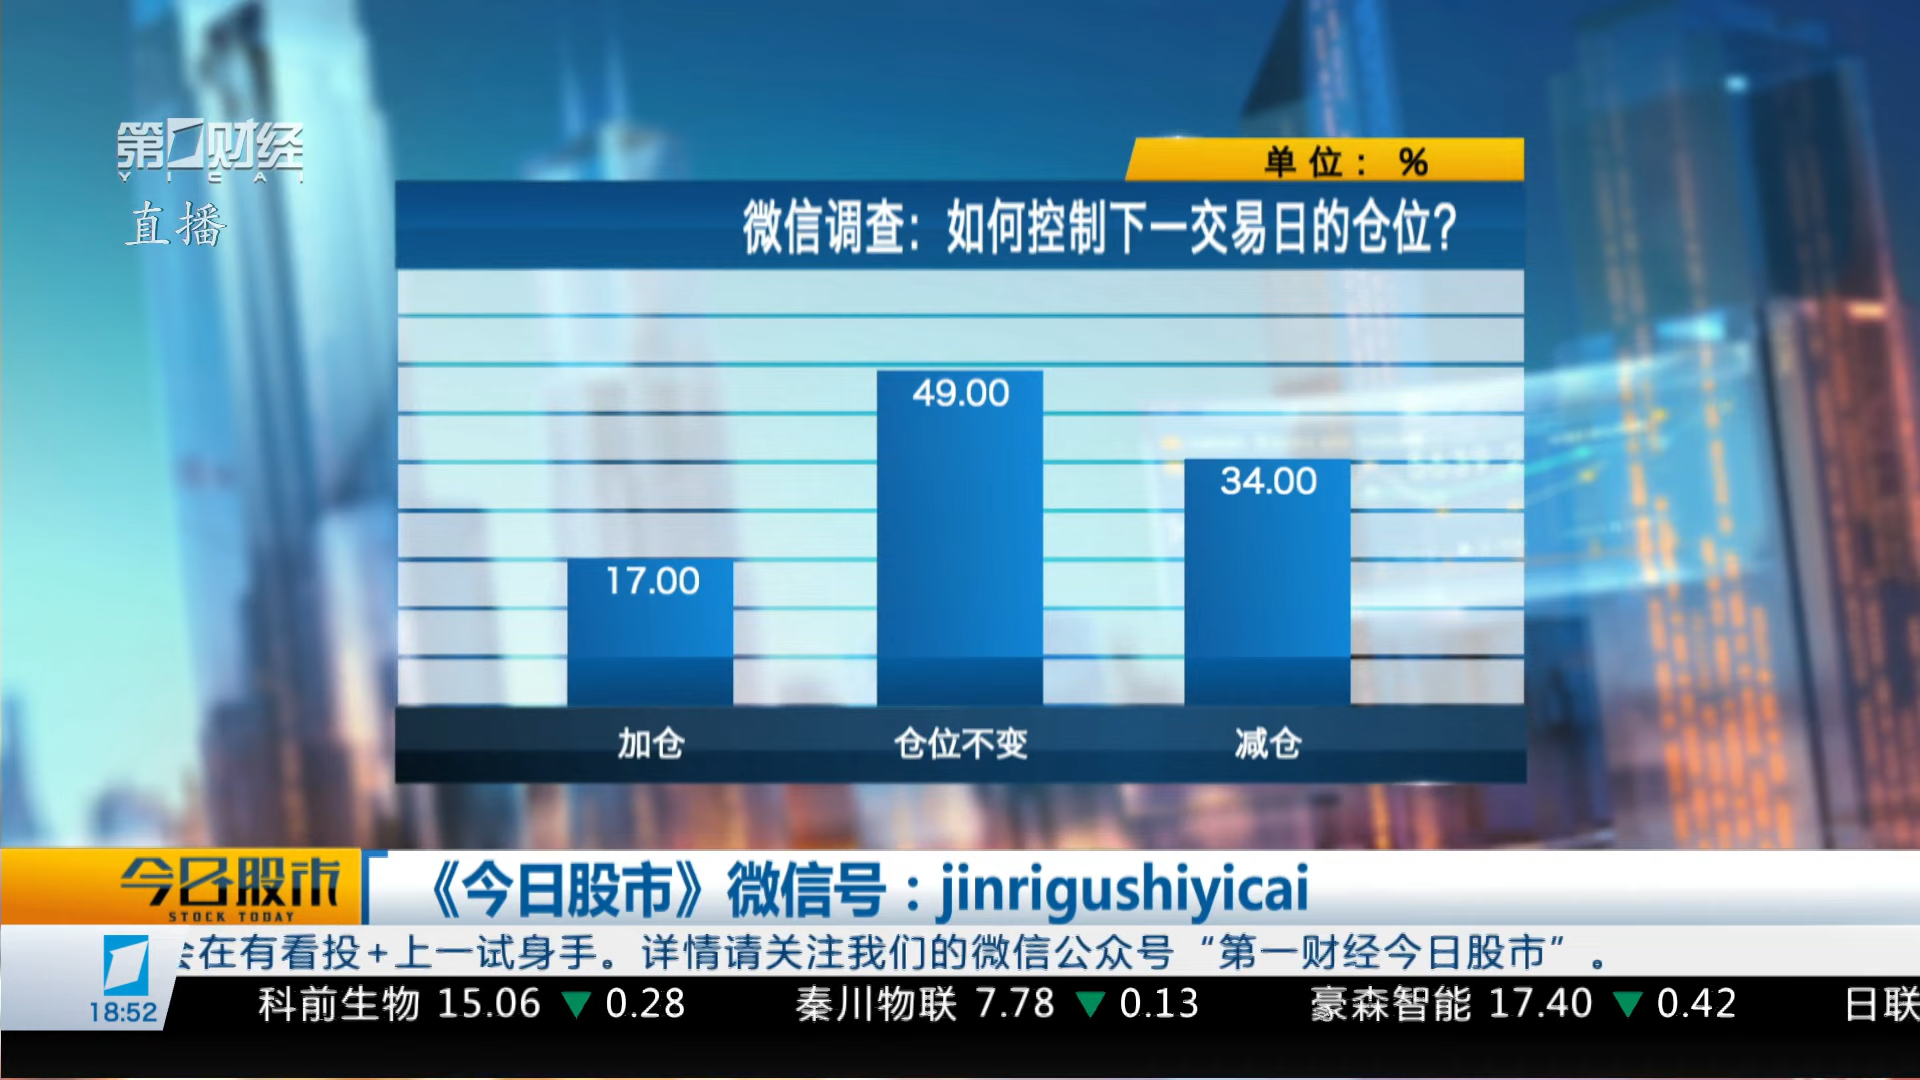 第1财经
YICAI
直播
单位：%
微信调查：如何控制下一交易日的仓位？
49.00
34.00
17.00
加仓 仓位不变 减仓
今日股市
STOCK TODAY
《今日股市》微信号：jinrigushiyicai
在有看投+上一试身手。详情请关注我们的微信公众号“第一财经今日股市”。
18:52
科前生物 15.06 ▼ 0.28 秦川物联 7.78 ▼ 0.13 豪森智能 17.40 ▼ 0.42 日联